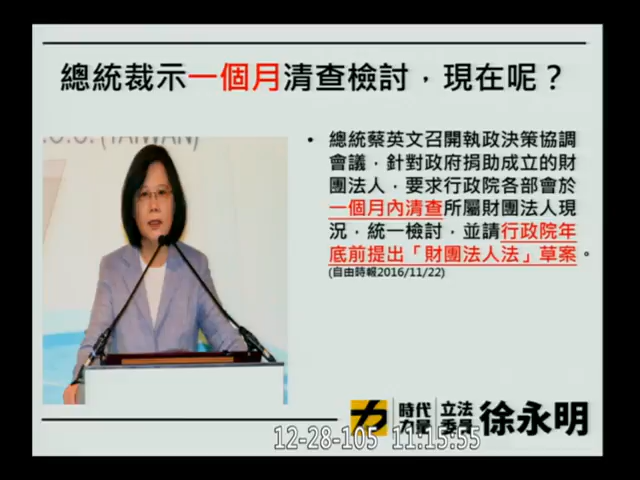 總統裁示一個月清查檢討，現在呢？
(TAIWAN)
• 總統蔡英文召開執政決策協調
會議，針對政府捐助成立的財
團法人，要求行政院各部會於
一個月內清查所屬財團法人現
況，統一檢討，並請行政院年
底前提出「財團法人法」草案。
(自由時報2016/11/22)
力 時代力量 立法委員 徐永明
12-28-105 11:15:55